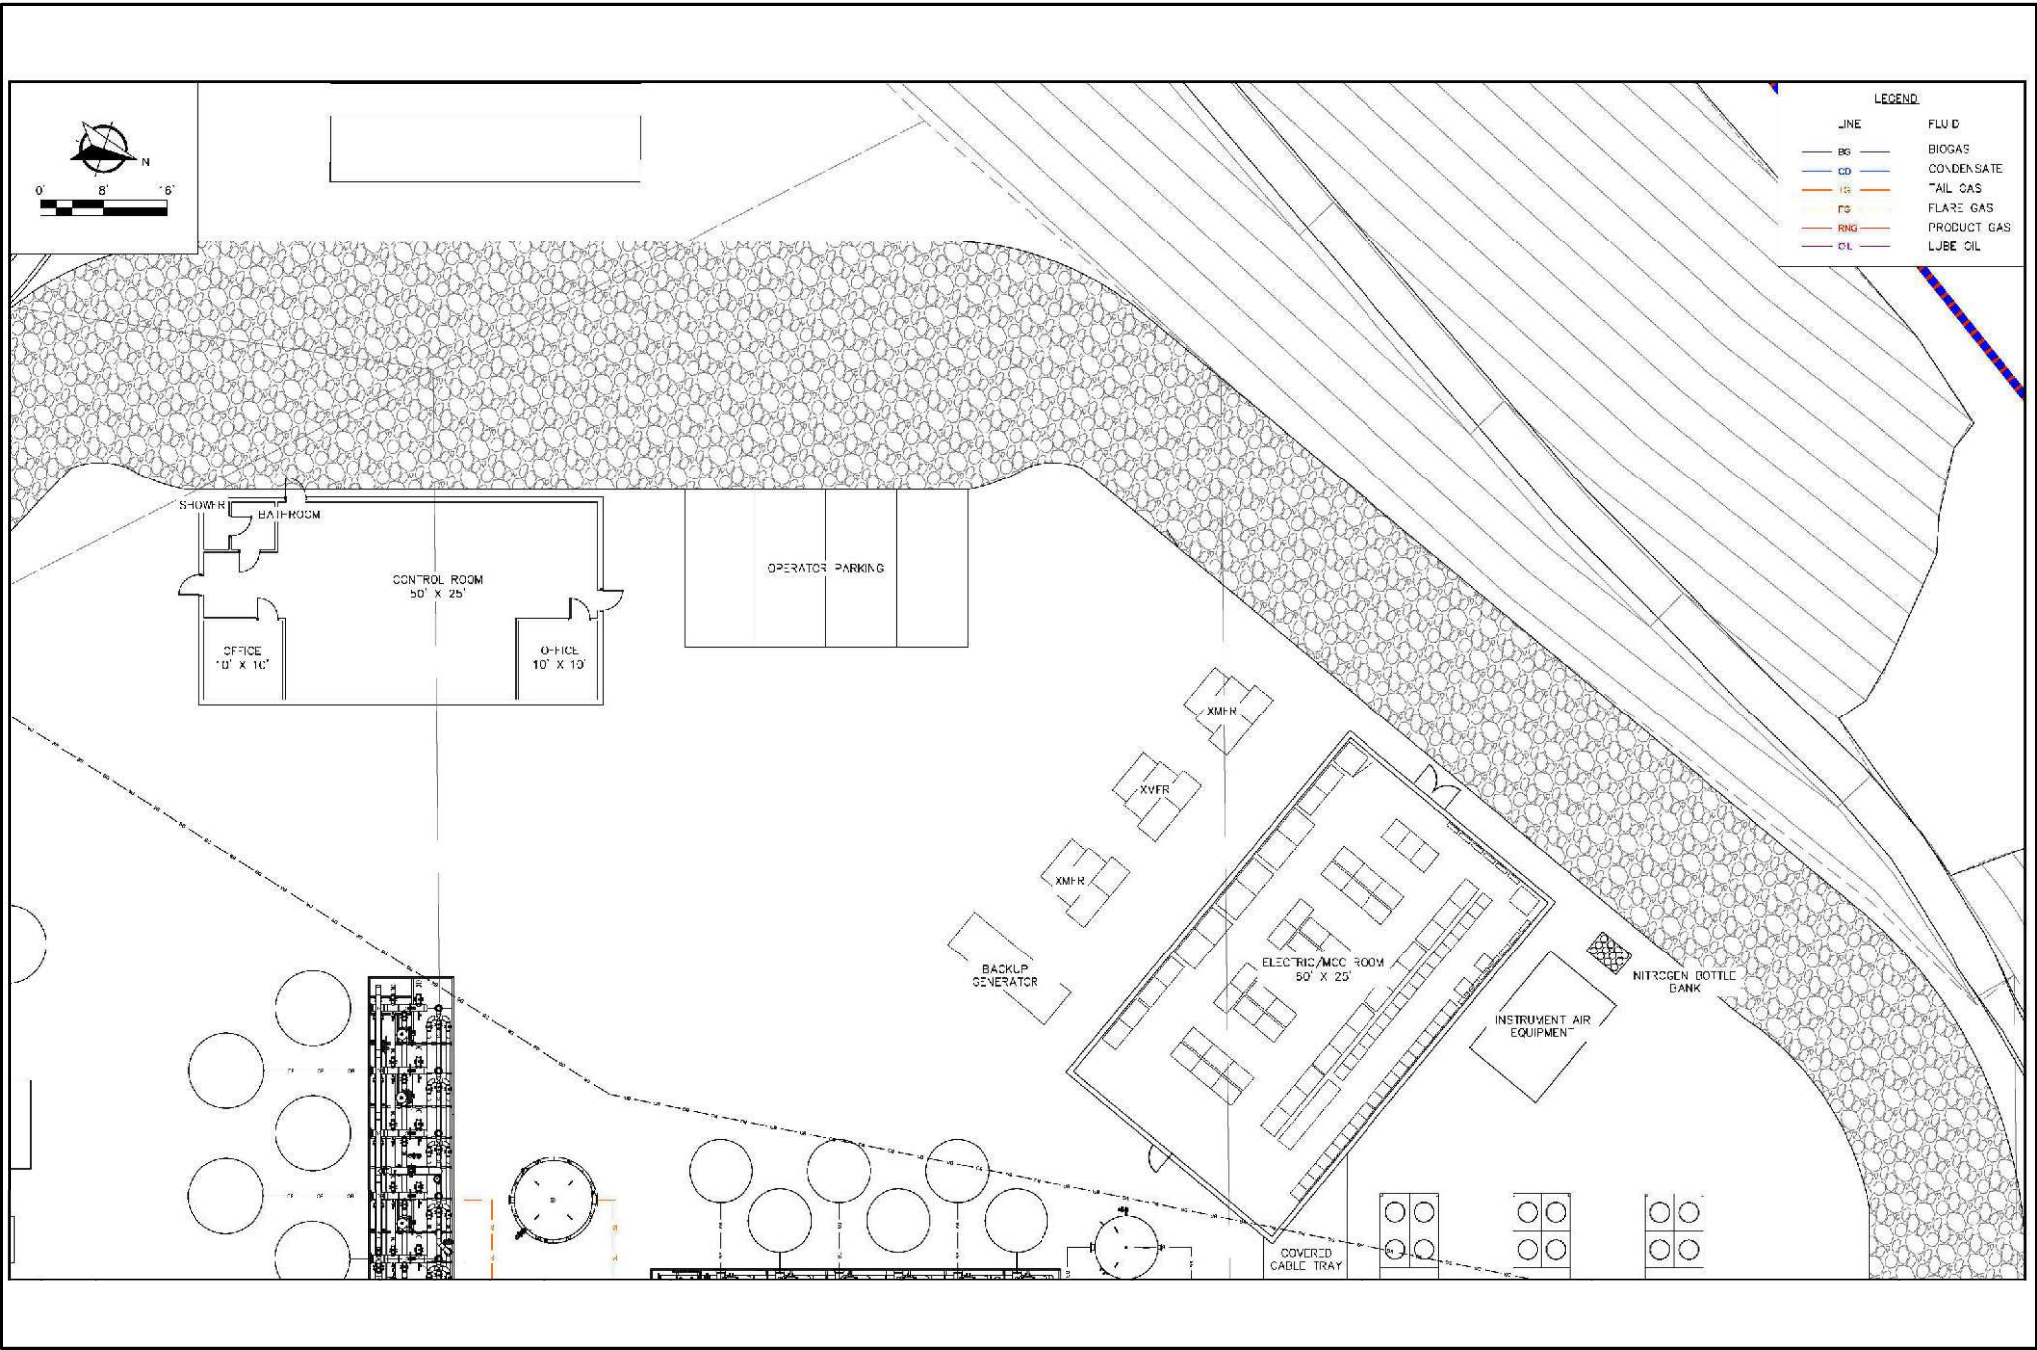 N
0' 8' 16'
LEGEND
LINE FLUID
BG BIOGAS
CD CONDENSATE
TG TAIL GAS
FG FLARE GAS
RNG PRODUCT GAS
OIL LUBE OIL
SHOWER
BATHROOM
CONTROL ROOM
50' X 25'
OPERATOR PARKING
OFFICE
10' X 10'
OFFICE
10' X 10'
XMFR
XMFR
XMFR
BACKUP
GENERATOR
ELECTRIC/MCC ROOM
X 25'
NITROGEN BOTTLE
BANK
INSTRUMENT AIR
EQUIPMENT
COVERED
CABLE TRAY